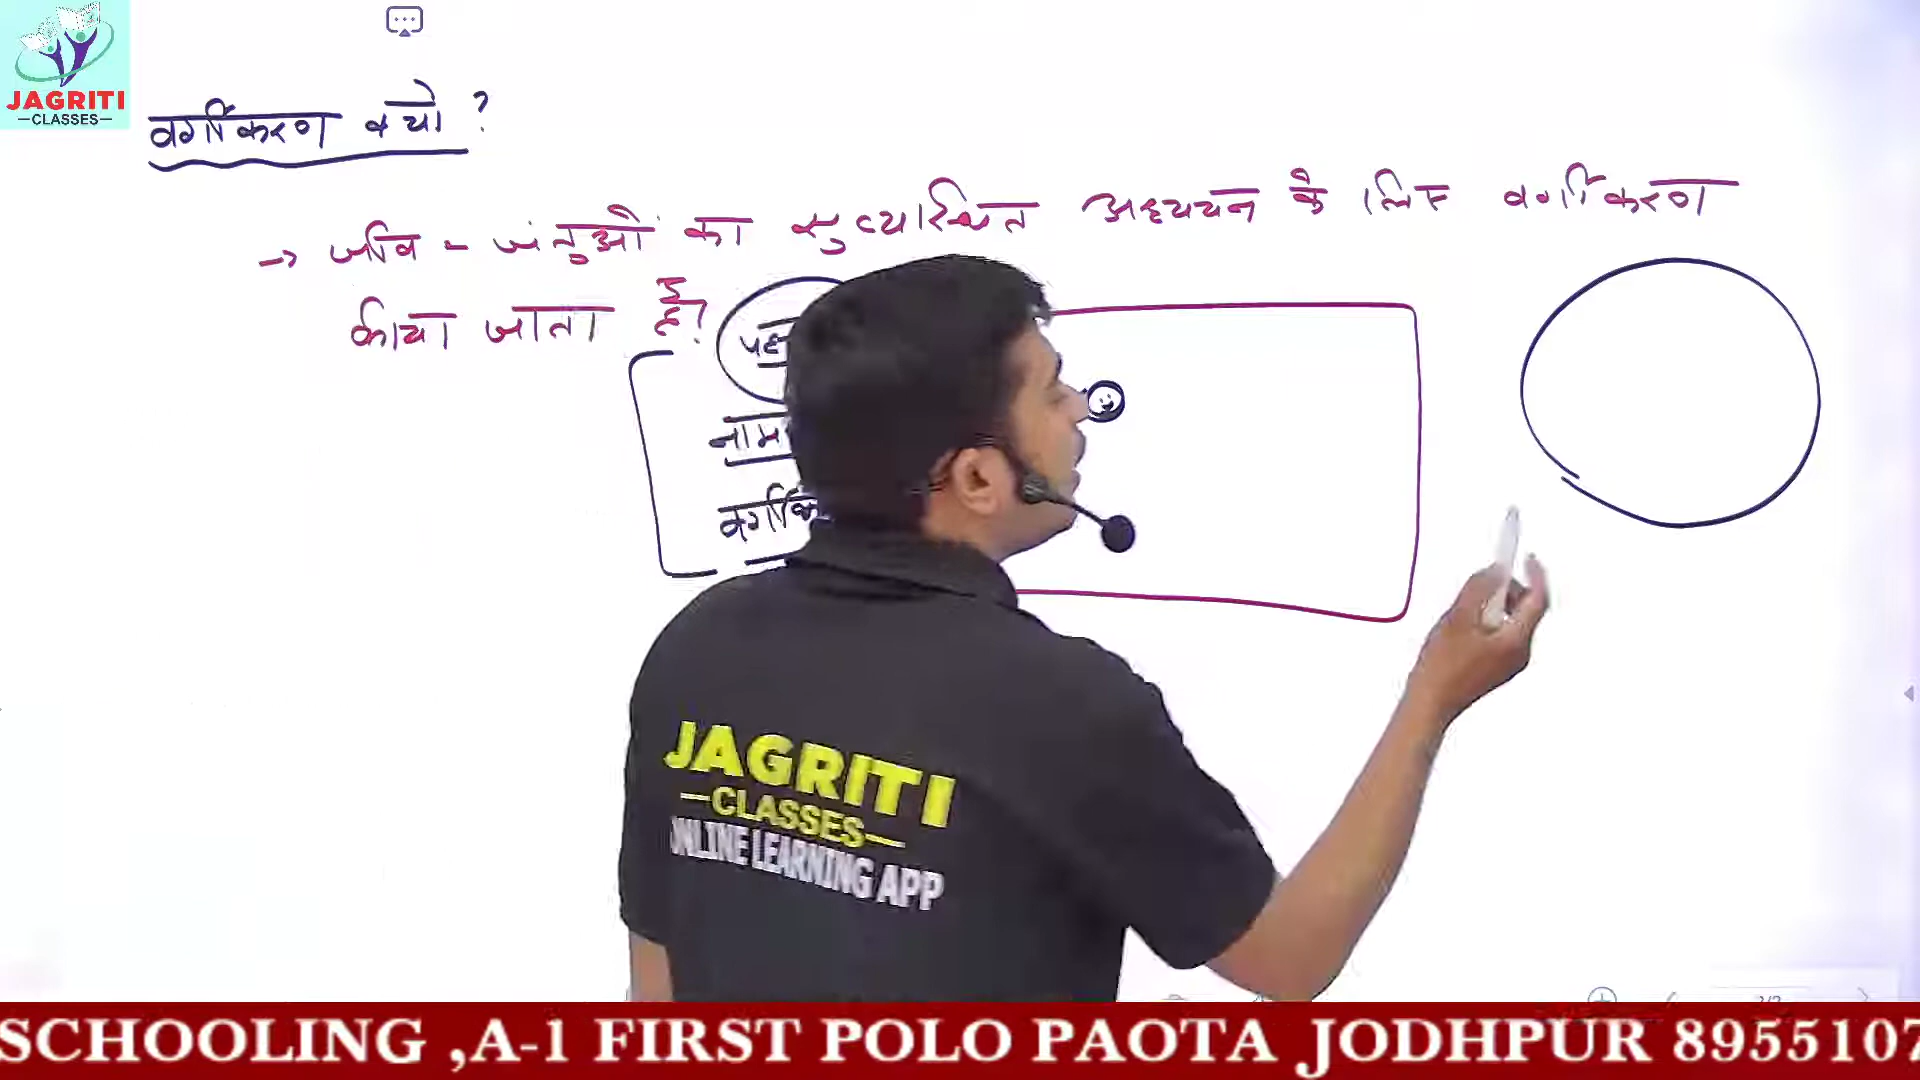 JAGRITI
—CLASSES—
वर्गीकरण क्यो ?
→ जीव - जंतुओ का सुव्यास्थित अध्ययन के लिए वर्गीकरण
कीया जाता है?
JAGRITI
—CLASSES—
ONLINE LEARNING APP
SCHOOLING ,A-1 FIRST POLO PAOTA JODHPUR 8955107